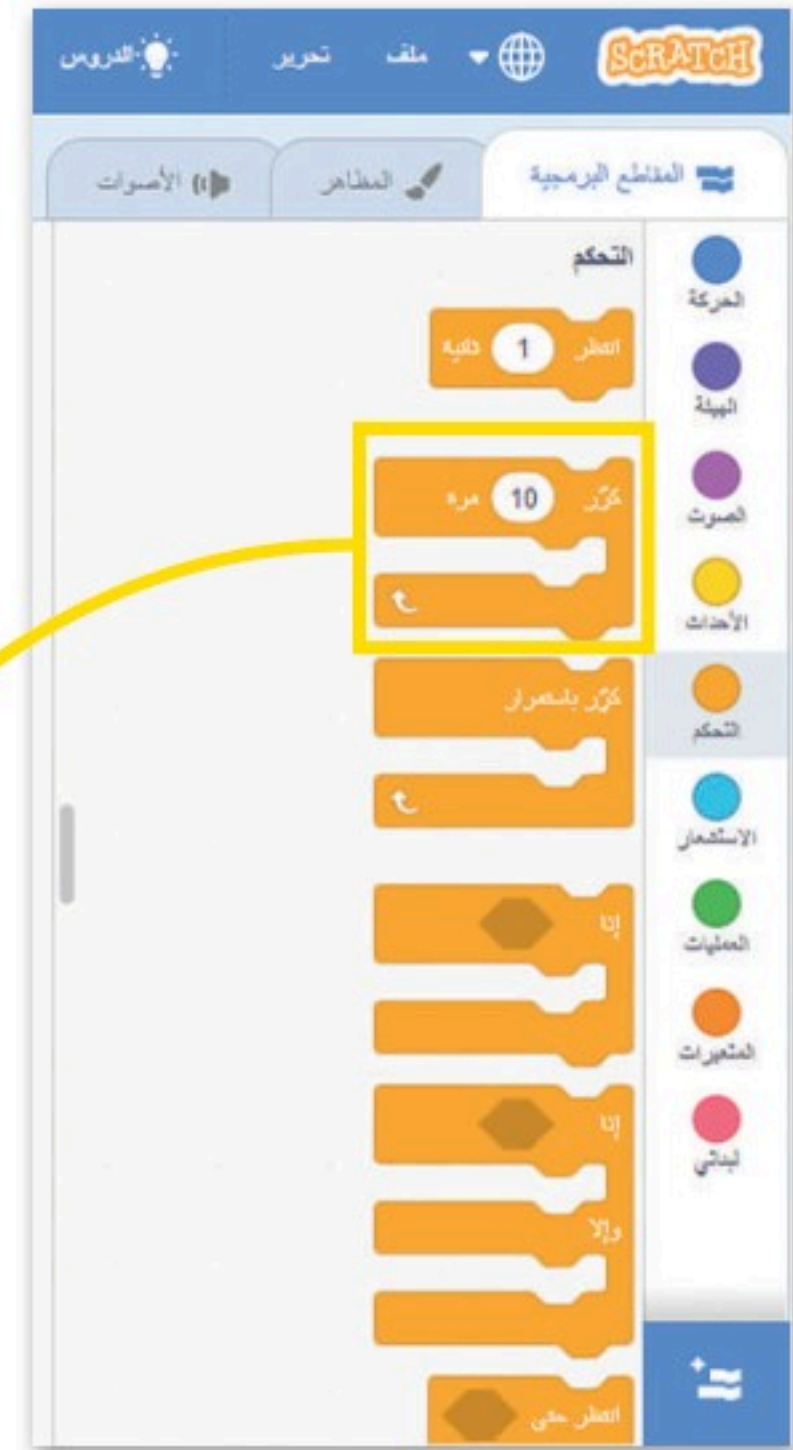 SCRATCH ملف تحرير الدروس
المقاطع البرمجية المظاهر الأصوات
التحكم
الحركة
انتظر 1 ثانية
الهيئة
كرّر 10 مرة
الصوت
الأحداث
كرّر باستمرار
التحكم
الاستشعار
إذا
العمليات
المتغيرات
إذا
لبناتي
وإلا
انتظر حتى